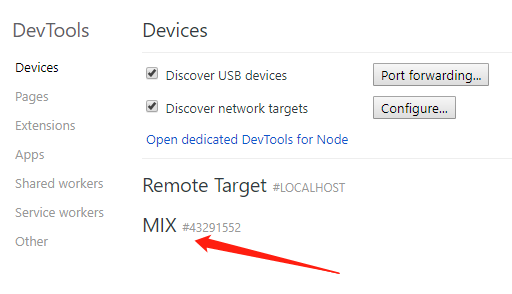 DevTools
Devices
Pages
Extensions
Apps
Shared workers
Service workers
Other
Devices
Discover USB devices
Port forwarding...
Discover network targets
Configure...
Open dedicated DevTools for Node
Remote Target #LOCALHOST
MIX #43291552